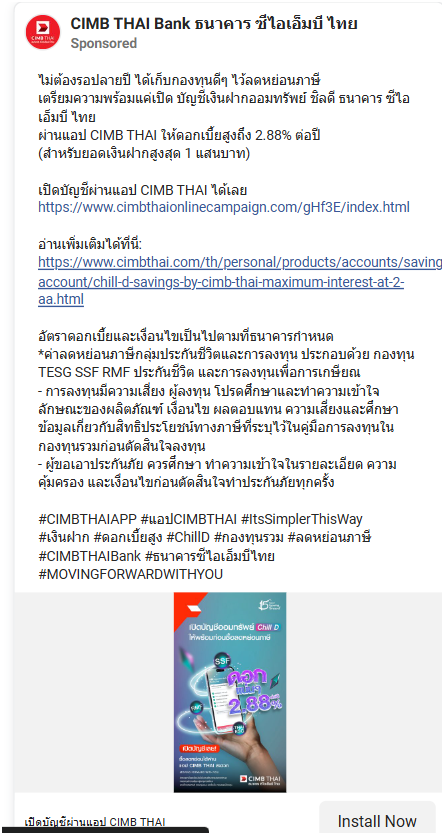 CIMB THAI Bank ธนาคาร ซีไอเอ็มบี ไทย
Sponsored
ไม่ต้องรอปลายปี ได้เก็บกองทุนดีๆ ไว้ลดหย่อนภาษี
เตรียมความพร้อมแค่เปิด บัญชีเงินฝากออมทรัพย์ ชิลดี ธนาคาร ซีไอ
เอ็มบี ไทย
ผ่านแอป CIMB THAI ให้ดอกเบี้ยสูงถึง 2.88% ต่อปี
(สำหรับยอดเงินฝากสูงสุด 1 แสนบาท)
เปิดบัญชีผ่านแอป CIMB THAI ได้เลย
https://www.cimbthaionlinecampaign.com/gHf3E/index.html
อ่านเพิ่มเติมได้ที่นี่:
https://www.cimbthai.com/th/personal/products/accounts/saving
account/chill-d-savings-by-cimb-thai-maximum-interest-at-2-
aa.html
อัตราดอกเบี้ยและเงื่อนไขเป็นไปตามที่ธนาคารกำหนด
*ค่าลดหย่อนภาษีกลุ่มประกันชีวิตและการลงทุน ประกอบด้วย กองทุน
TESG SSF RMF ประกันชีวิต และการลงทุนเพื่อการเกษียณ
- การลงทุนมีความเสี่ยง ผู้ลงทุน โปรดศึกษาและทำความเข้าใจ
ลักษณะของผลิตภัณฑ์ เงื่อนไข ผลตอบแทน ความเสี่ยงและศึกษา
ข้อมูลเกี่ยวกับสิทธิประโยชน์ทางภาษีที่ระบุไว้ในคู่มือการลงทุนใน
กองทุนรวมก่อนตัดสินใจลงทุน
- ผู้ขอเอาประกันภัย ควรศึกษา ทำความเข้าใจในรายละเอียด ความ
คุ้มครอง และเงื่อนไขก่อนตัดสินใจทำประกันภัยทุกครั้ง
#CIMBTHAIAPP #แอปCIMBTHAI #ItsSimplerThisWay
#เงินฝาก #ดอกเบี้ยสูง #ChillD #กองทุนรวม #ลดหย่อนภาษี
#CIMBTHAIBank #ธนาคารซีไอเอ็มบีไทย
#MOVINGFORWARDWITHYOU
เปิดบัญชีออมทรัพย์ Chill D
ให้พร้อมก่อนซื้อลดหย่อนภาษี
SSF
ดอก
2.88%
RMF
เปิดบัญชีเลย!
CIMB THAI
เปิดบัญชีผ่านแอป CIMB THAI
Install Now